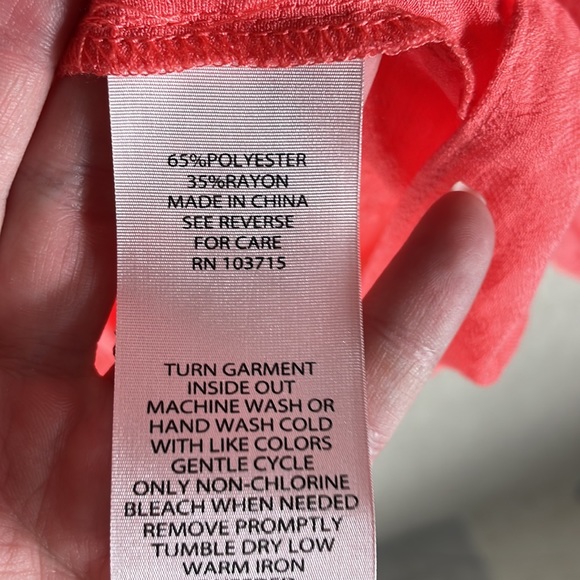 65%POLYESTER
35%RAYON
MADE IN CHINA
SEE REVERSE
FOR CARE
RN 103715
TURN GARMENT
INSIDE OUT
MACHINE WASH OR
HAND WASH COLD
WITH LIKE COLORS
GENTLE CYCLE
ONLY NON-CHLORINE
BLEACH WHEN NEEDED
REMOVE PROMPTLY
TUMBLE DRY LOW
WARM IRON